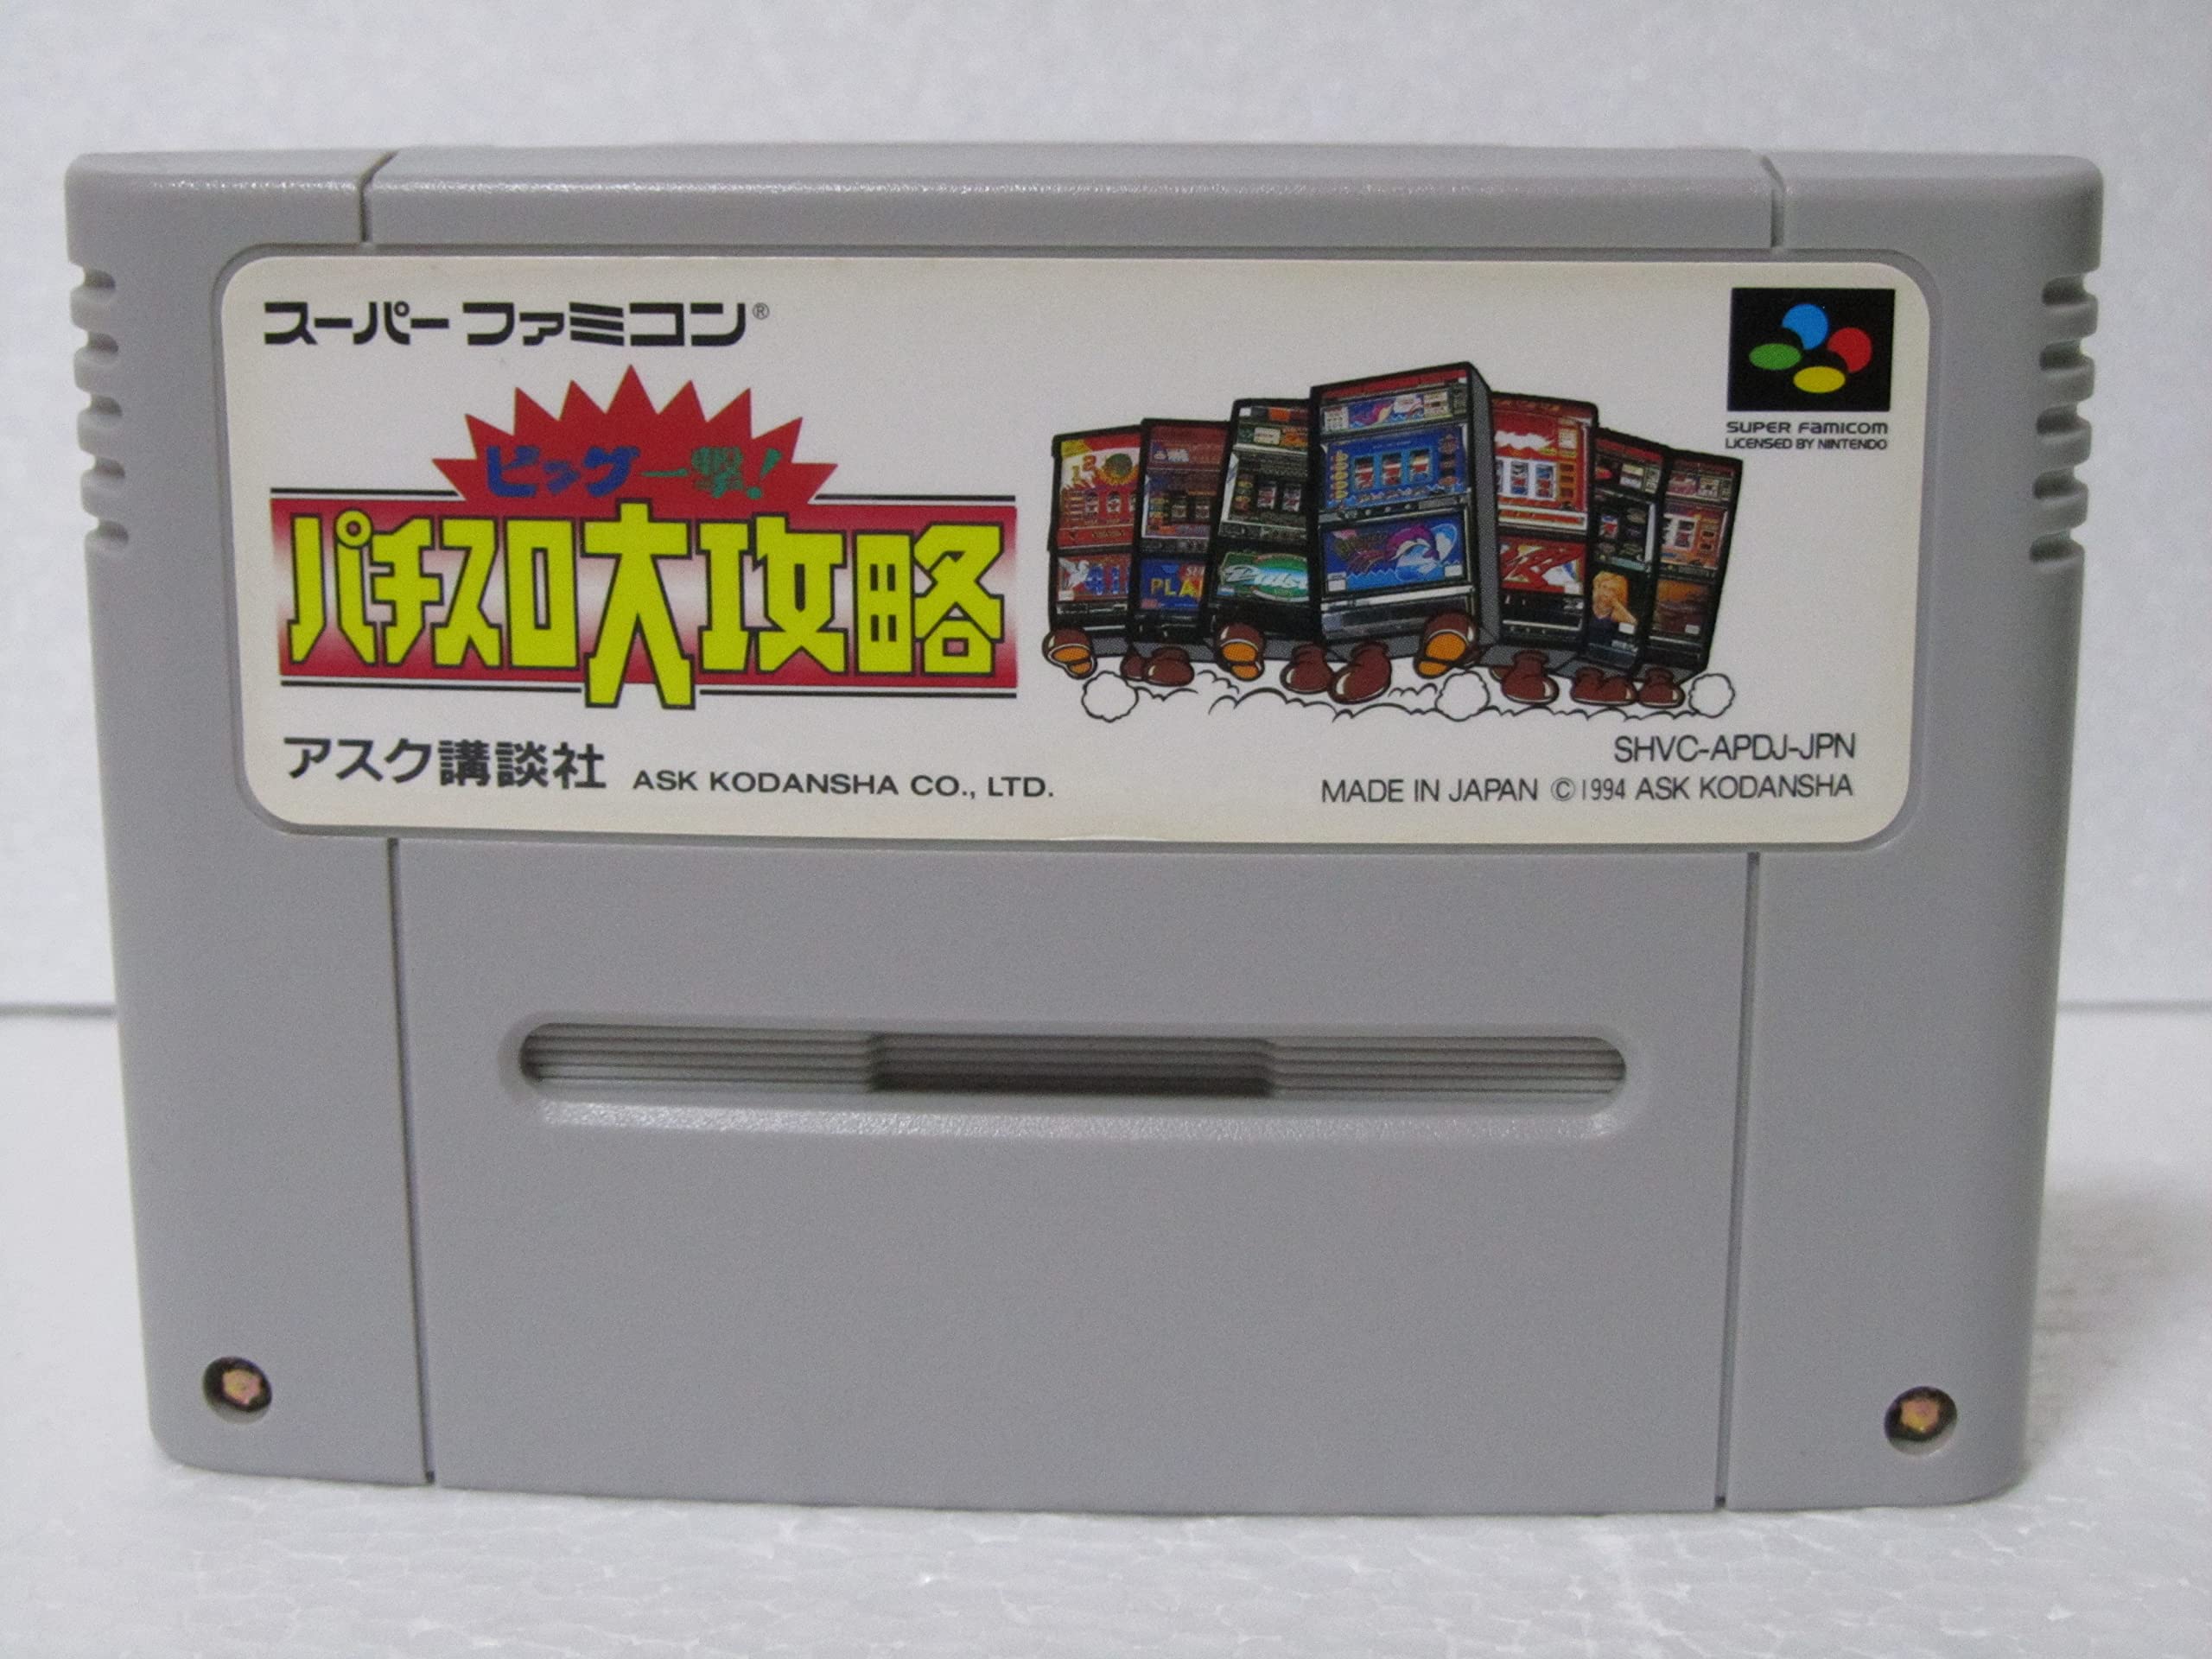 スーパーファミコン®
SUPER FAMICOM
LICENSED BY NINTENDO
ビッグ一撃!
パチスロ大攻略
PLA
アスク講談社 ASK KODANSHA CO., LTD.
SHVC-APDJ-JPN
MADE IN JAPAN ©1994 ASK KODANSHA